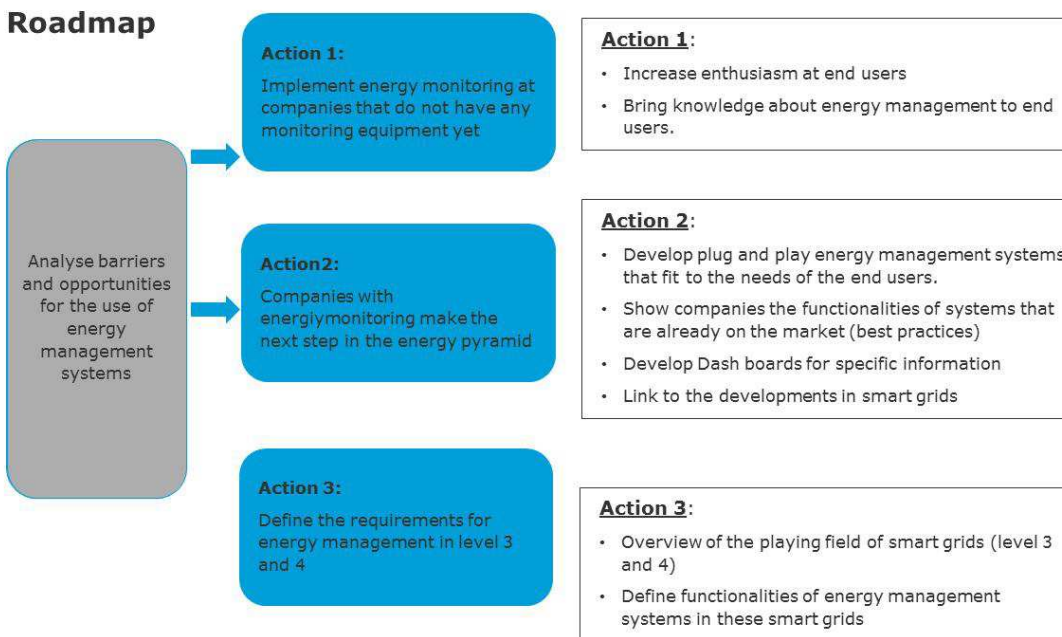 Roadmap
Analyse barriers
and opportunities
for the use of
energy
management
systems
Action 1:
Implement energy monitoring at
companies that do not have any
monitoring equipment yet
Action2:
Companies with
energiymonitoring make the
next step in the energy pyramid
Action 3:
Define the requirements for
energy management in level 3
and 4
Action 1:
• Increase enthusiasm at end users
• Bring knowledge about energy management to end
users.
Action 2:
• Develop plug and play energy management systems
that fit to the needs of the end users.
• Show companies the functionalities of systems that
are already on the market (best practices)
• Develop Dash boards for specific information
• Link to the developments in smart grids
Action 3:
• Overview of the playing field of smart grids (level 3
and 4)
• Define functionalities of energy management
systems in these smart grids